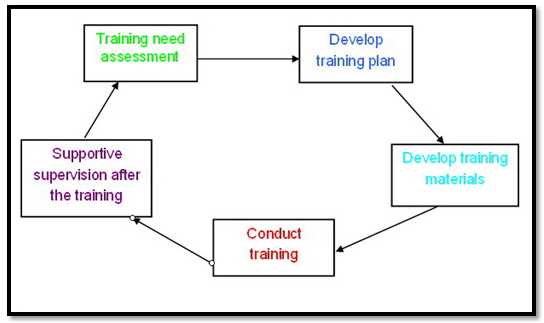 Training need
assessment
Develop
training plan
Develop training
materials
Conduct
training
Supportive
supervision after
the training